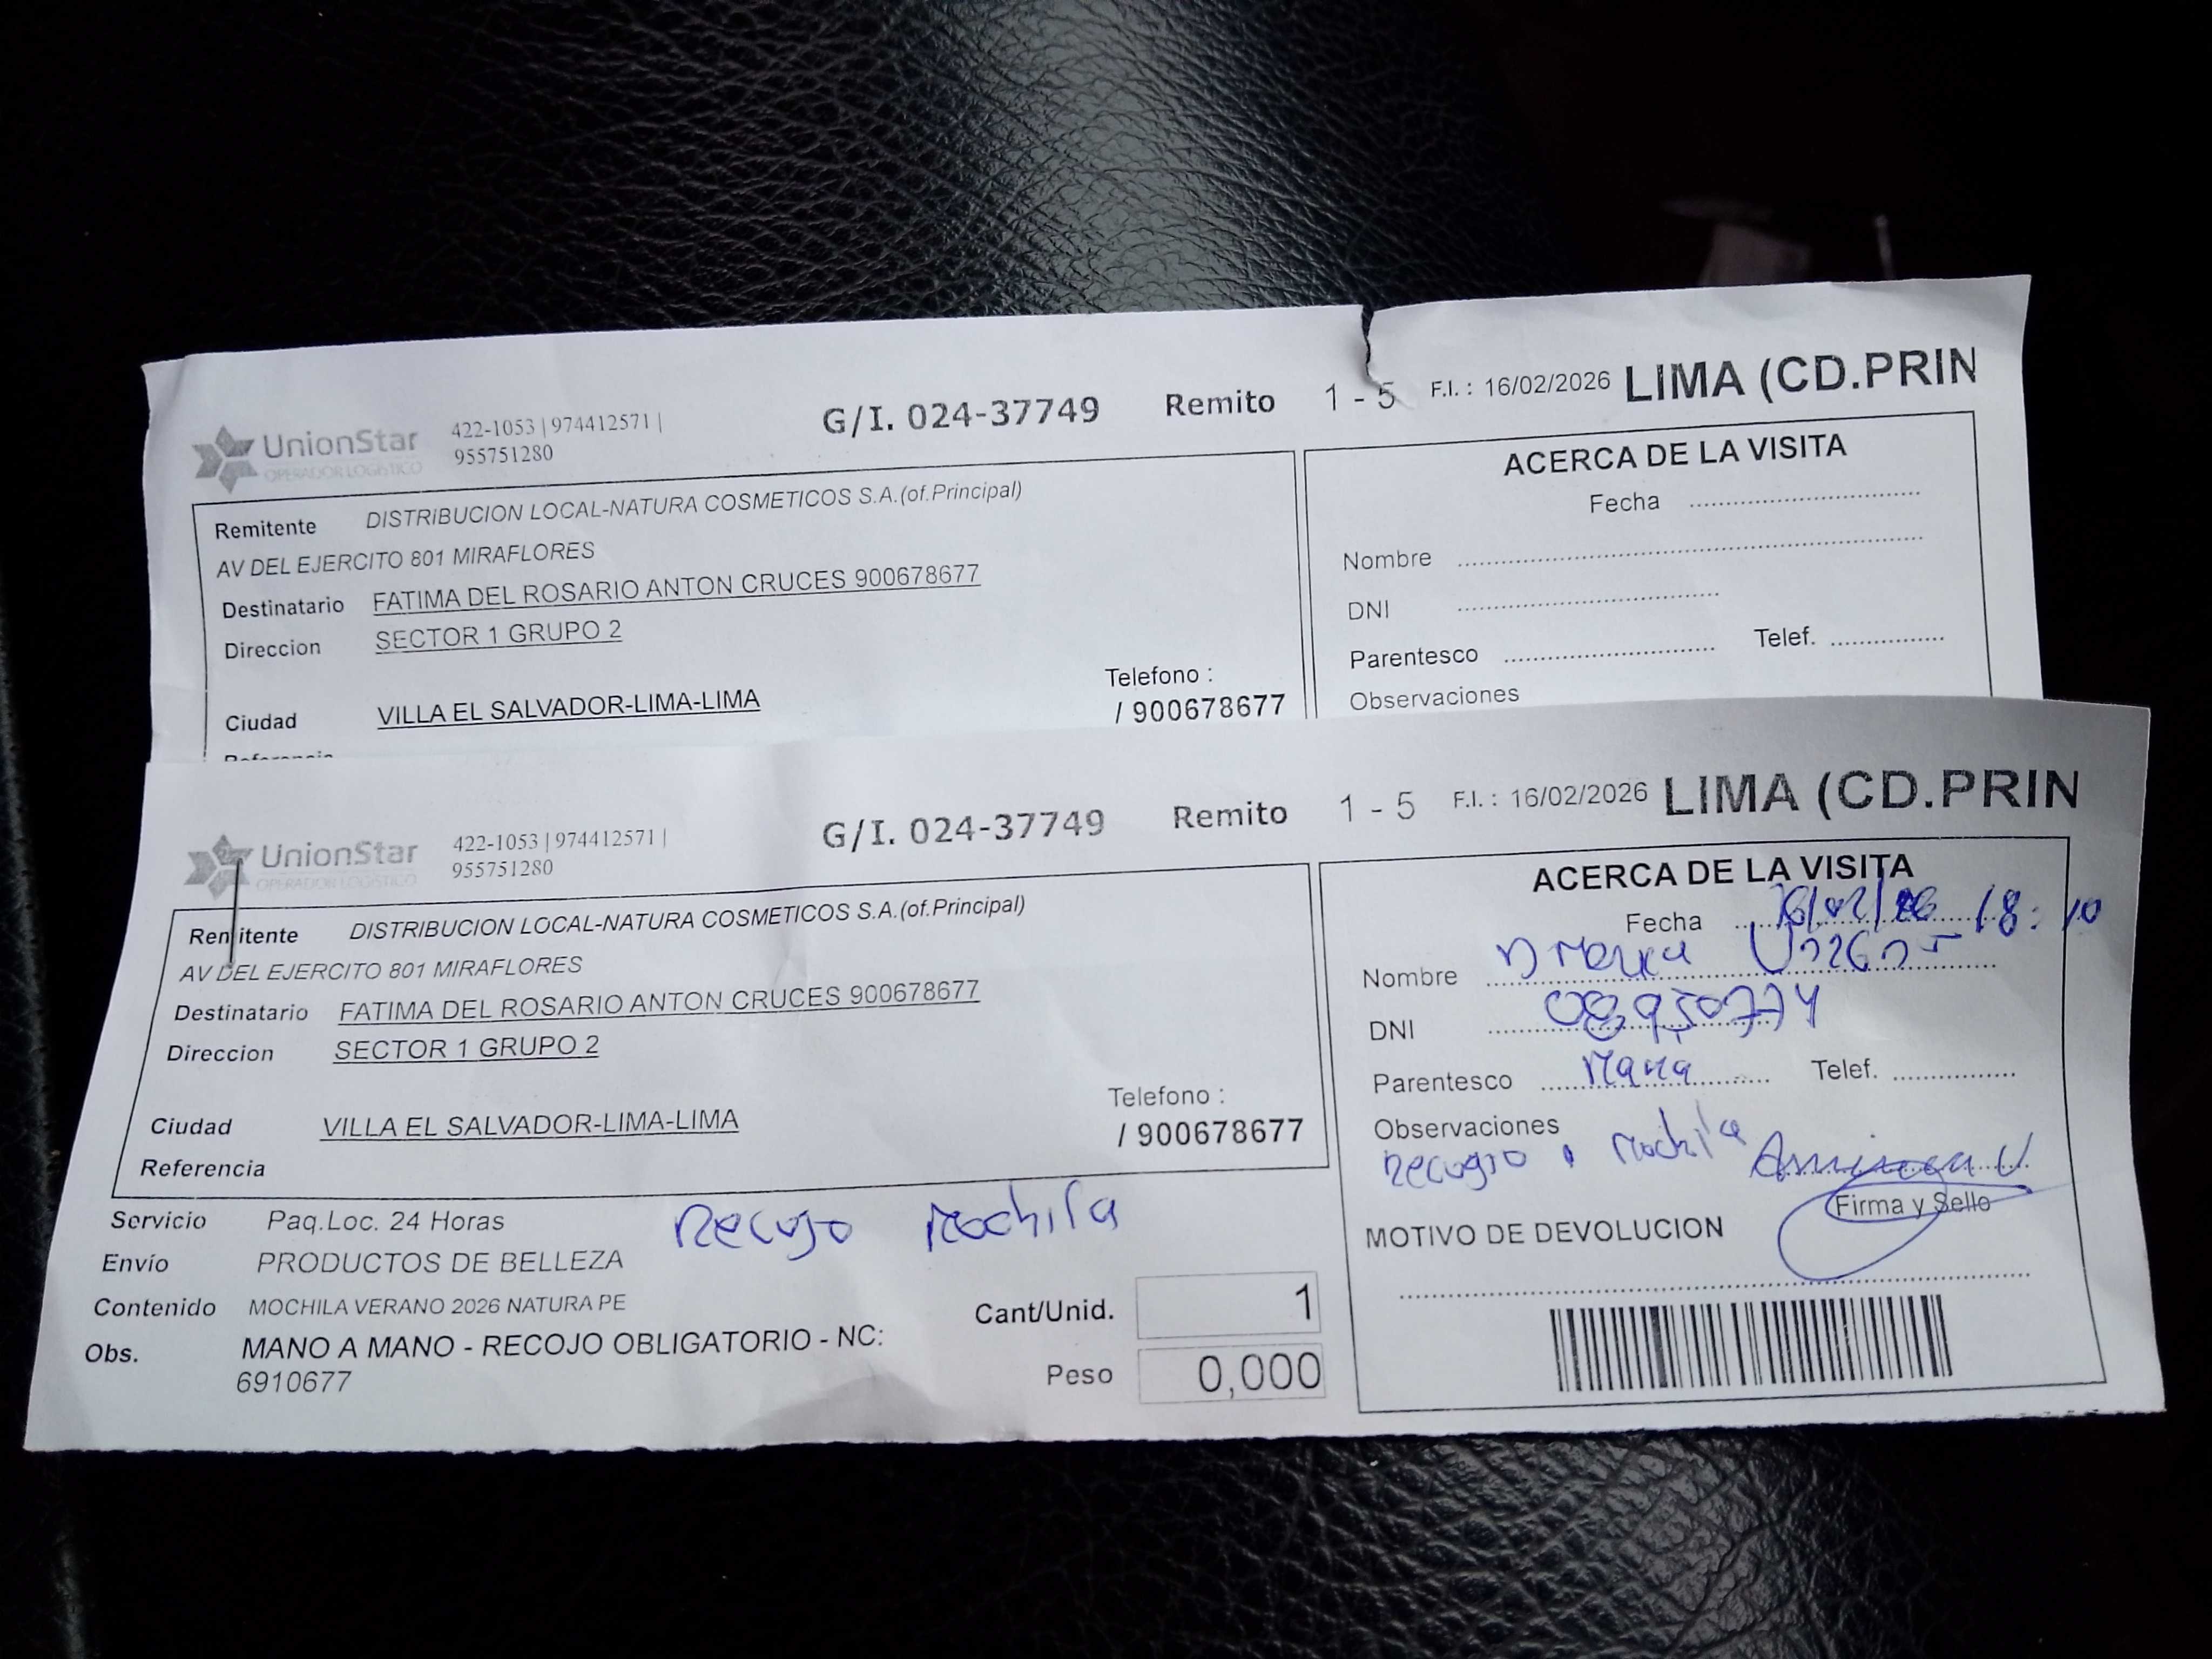 UnionStar
OPERADOR LOGISTICO
422-1053 | 974412571 |
955751280
G/I. 024-37749 Remito 1 - 5 F.I. : 16/02/2026 LIMA (CD.PRIN
Remitente DISTRIBUCION LOCAL-NATURA COSMETICOS S.A.(of.Principal)
AV DEL EJERCITO 801 MIRAFLORES
Destinatario FATIMA DEL ROSARIO ANTON CRUCES 900678677
Direccion SECTOR 1 GRUPO 2
Ciudad VILLA EL SALVADOR-LIMA-LIMA
Telefono :
/ 900678677
Referencia
ACERCA DE LA VISITA
Fecha
Nombre
DNI
Parentesco Telef.
Observaciones
UnionStar
OPERADOR LOGISTICO
422-1053 | 974412571 |
955751280
G/I. 024-37749 Remito 1 - 5 F.I. : 16/02/2026 LIMA (CD.PRIN
Remitente DISTRIBUCION LOCAL-NATURA COSMETICOS S.A.(of.Principal)
AV DEL EJERCITO 801 MIRAFLORES
Destinatario FATIMA DEL ROSARIO ANTON CRUCES 900678677
Direccion SECTOR 1 GRUPO 2
Ciudad VILLA EL SALVADOR-LIMA-LIMA
Telefono :
/ 900678677
Referencia
Servicio Paq.Loc. 24 Horas
Recojo Mochila
Envío PRODUCTOS DE BELLEZA
Contenido MOCHILA VERANO 2026 NATURA PE
Obs. MANO A MANO - RECOJO OBLIGATORIO - NC:
6910677
Cant/Unid. 1
Peso 0,000
ACERCA DE LA VISITA
Fecha 16/02/26 18:10
Nombre
DNI
Parentesco Telef.
Observaciones
Mochila
Firma y Sello
MOTIVO DE DEVOLUCION